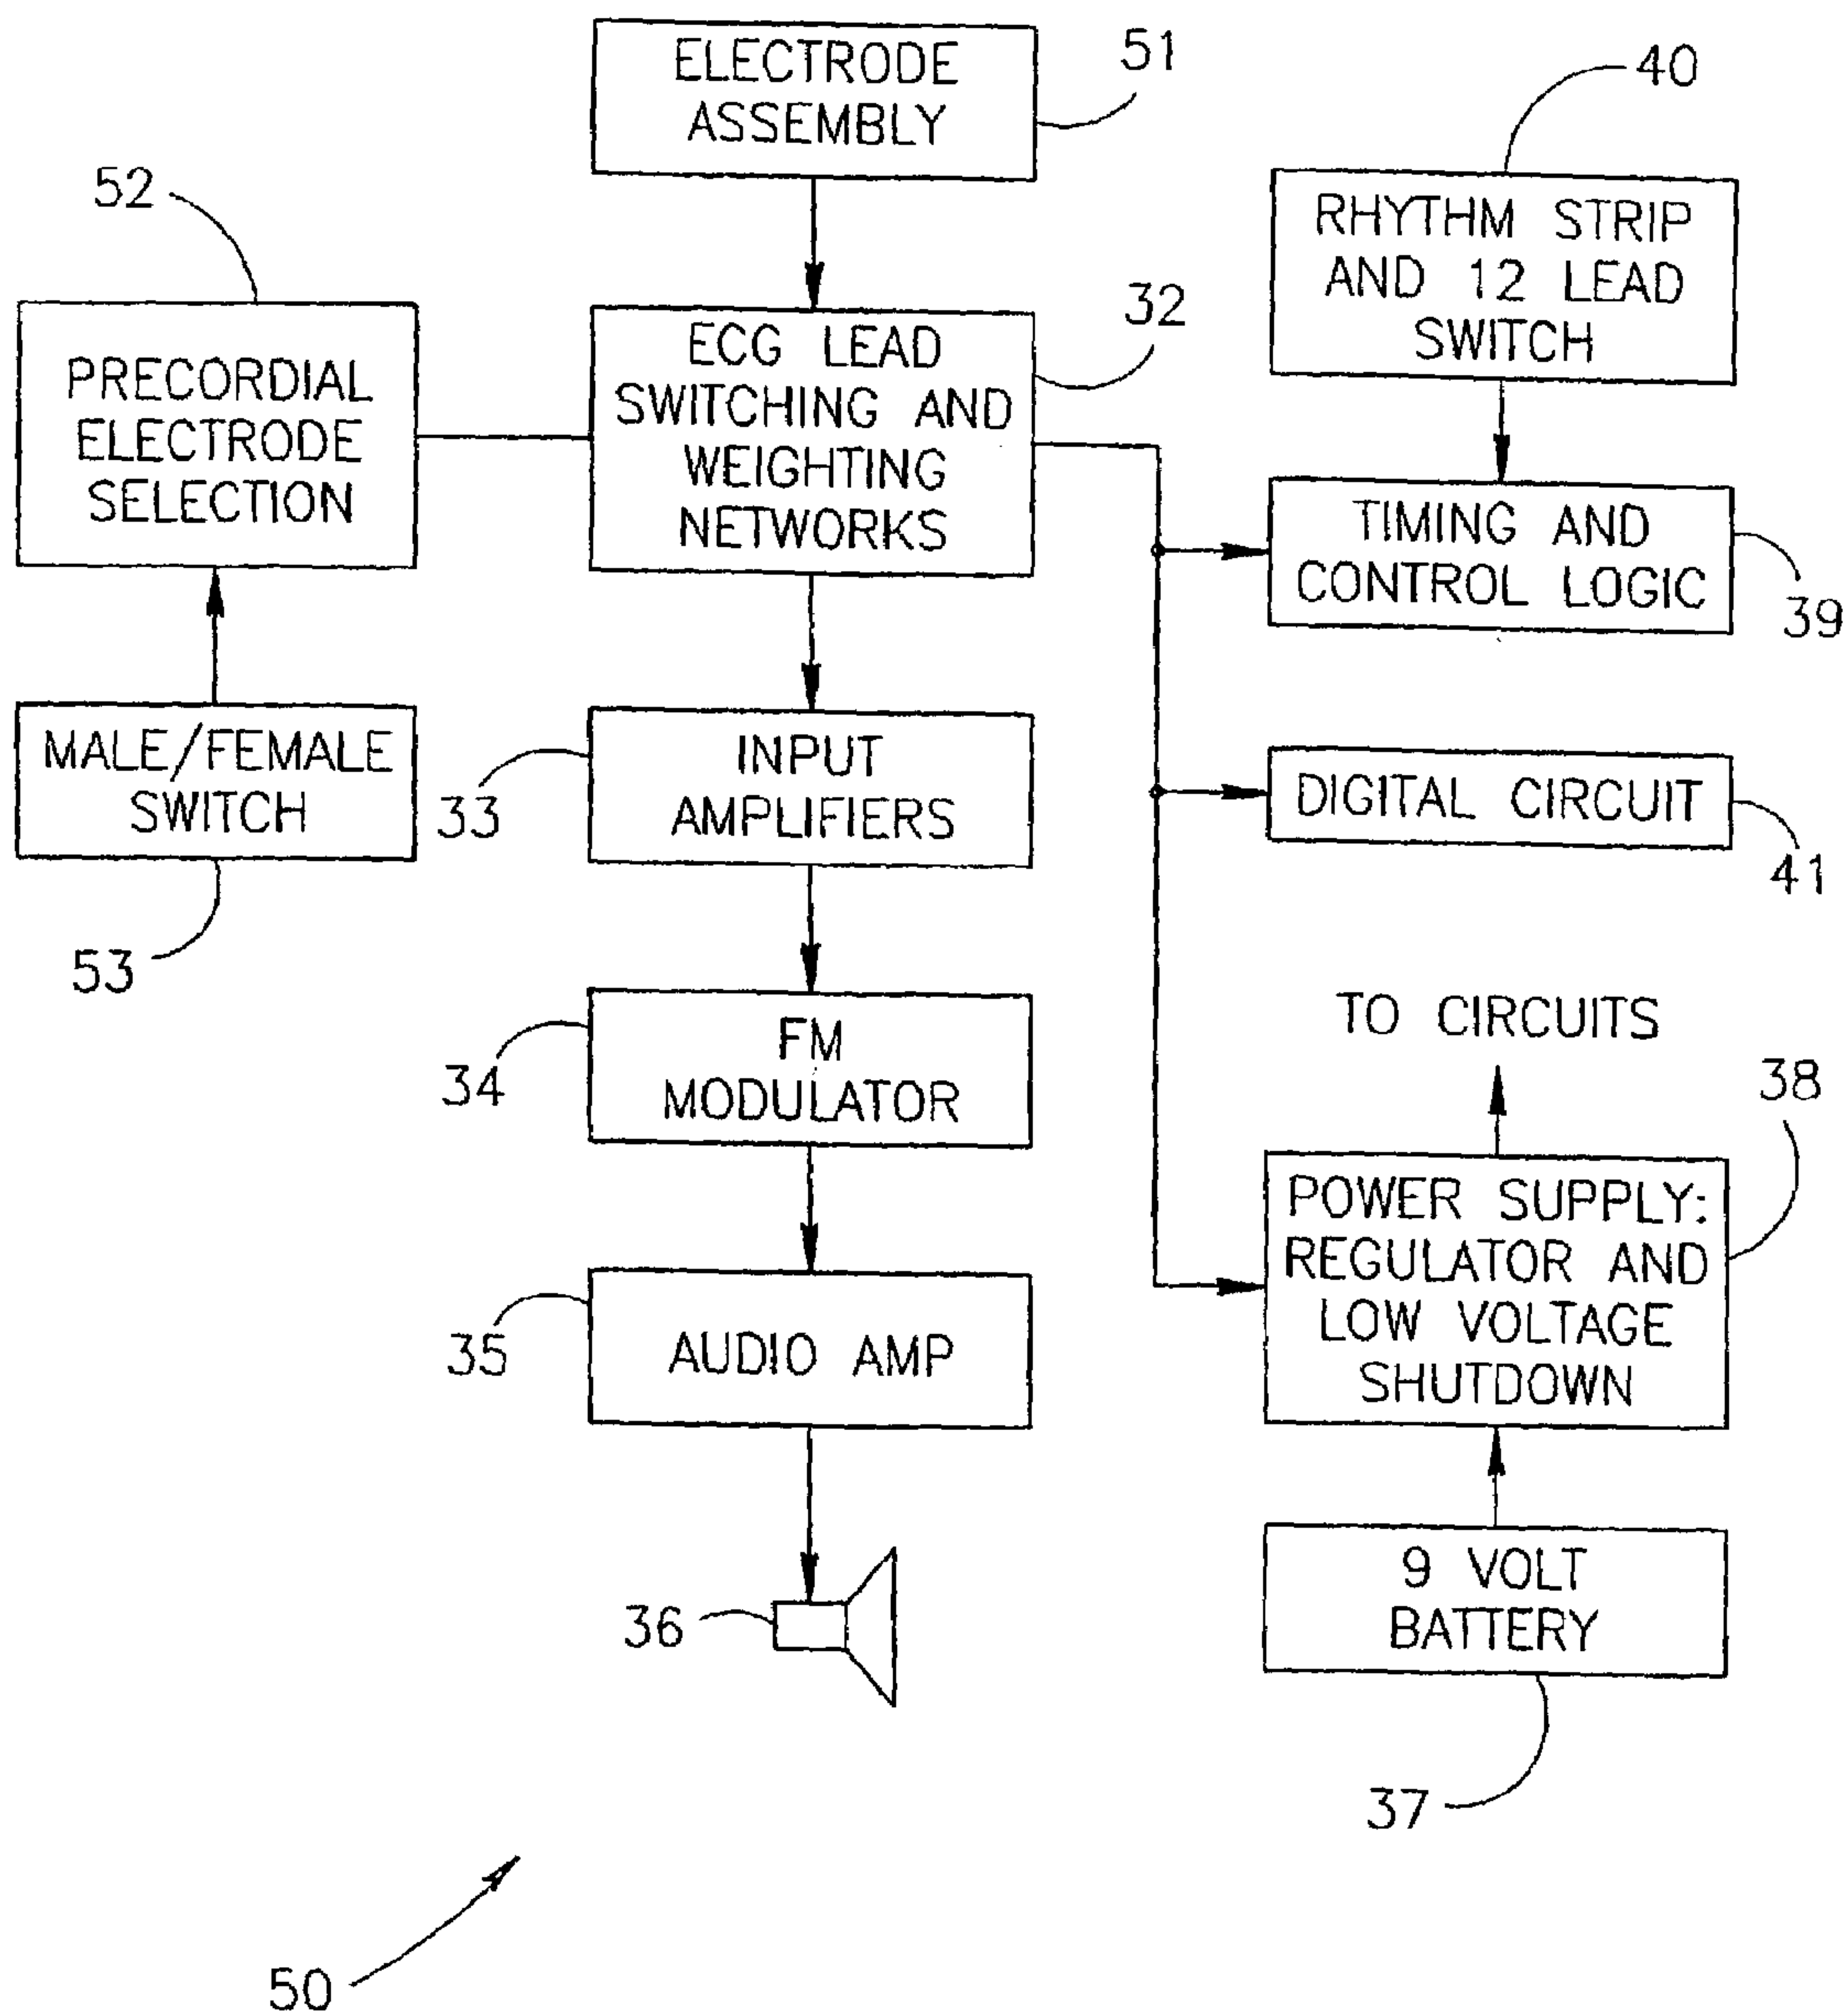 ELECTRODE
ASSEMBLY
51
40
52
RHYTHM STRIP
AND 12 LEAD
SWITCH
PRECORDIAL
ELECTRODE
SELECTION
ECG LEAD
SWITCHING AND
WEIGHTING
NETWORKS
32
TIMING AND
CONTROL LOGIC
39
MALE/FEMALE
SWITCH
53
33
INPUT
AMPLIFIERS
DIGITAL CIRCUIT
41
34
FM
MODULATOR
TO CIRCUITS
38
POWER SUPPLY:
REGULATOR AND
LOW VOLTAGE
SHUTDOWN
35
AUDIO AMP
36
9 VOLT
BATTERY
37
50